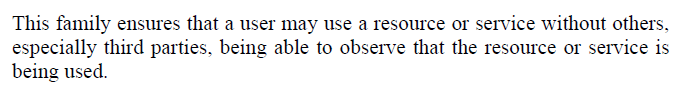 This family ensures that a user may use a resource or service without others,
especially third parties, being able to observe that the resource or service is
being used.